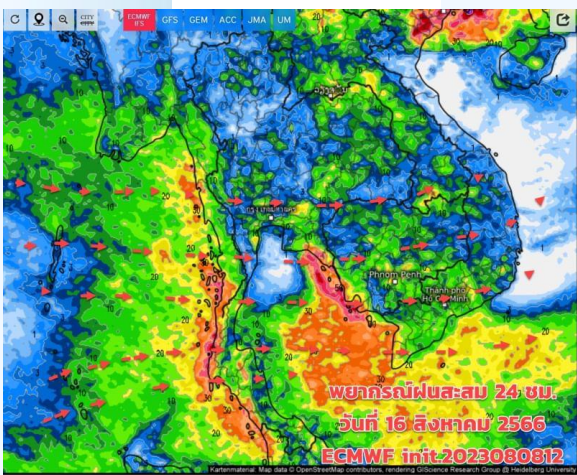 CITY
CITY
ECMWF
IFS
GFS
GEM
ACC
JMA
UM
Phnom Penh
Thành phố
Hồ Chí Minh
พยากรณ์ฝนสะสม 24 ชม.
วันที่ 16 สิงหาคม 2566
ECMWF init.2023080812
Kartenmaterial: Map data © OpenStreetMap contributors, rendering GIScience Research Group @ Heidelberg University